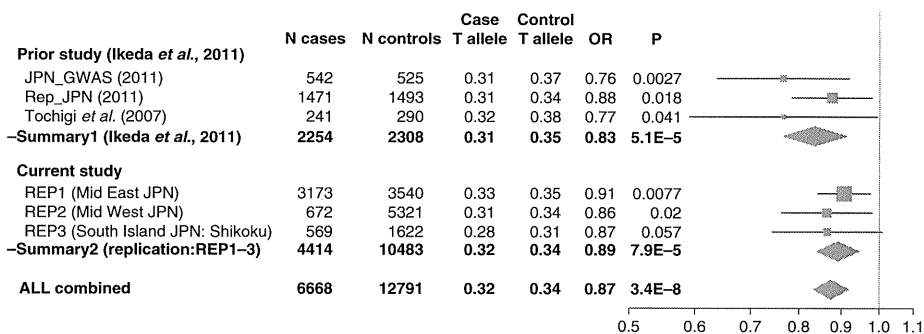 Case Control
N cases N controls T allele T allele OR P
Prior study (Ikeda et al., 2011)
JPN_GWAS (2011) 542 525 0.31 0.37 0.76 0.0027
Rep_JPN (2011) 1471 1493 0.31 0.34 0.88 0.018
Tochigi et al. (2007) 241 290 0.32 0.38 0.77 0.041
–Summary1 (Ikeda et al., 2011) 2254 2308 0.31 0.35 0.83 5.1E–5
Current study
REP1 (Mid East JPN) 3173 3540 0.33 0.35 0.91 0.0077
REP2 (Mid West JPN) 672 5321 0.31 0.34 0.86 0.02
REP3 (South Island JPN: Shikoku) 569 1622 0.28 0.31 0.87 0.057
–Summary2 (replication:REP1–3) 4414 10483 0.32 0.34 0.89 7.9E–5
ALL combined 6668 12791 0.32 0.34 0.87 3.4E–8
0.5 0.6 0.7 0.8 0.9 1.0 1.1